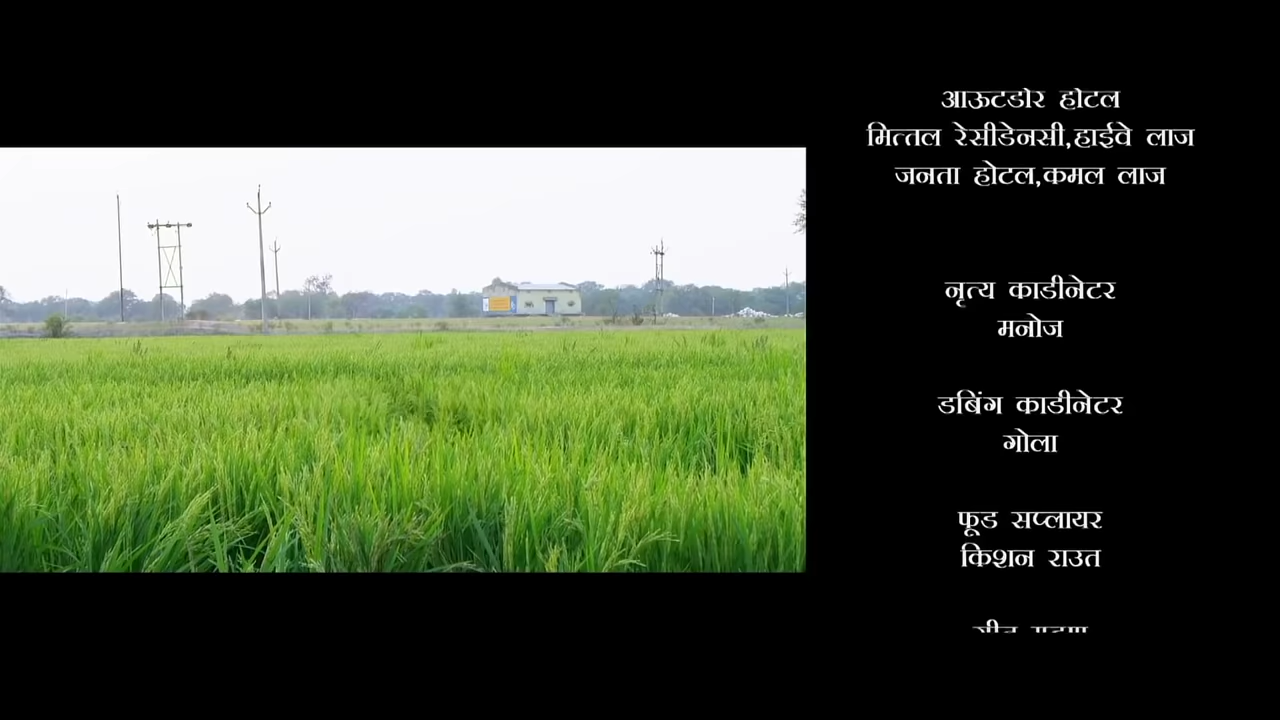 आऊटडोर होटल
मित्तल रेसीडेनसी,हाईवे लाज
जनता होटल,कमल लाज
नृत्य काडीनेटर
मनोज
डबिंग काडीनेटर
गोला
फूड सप्लायर
किशन राउत